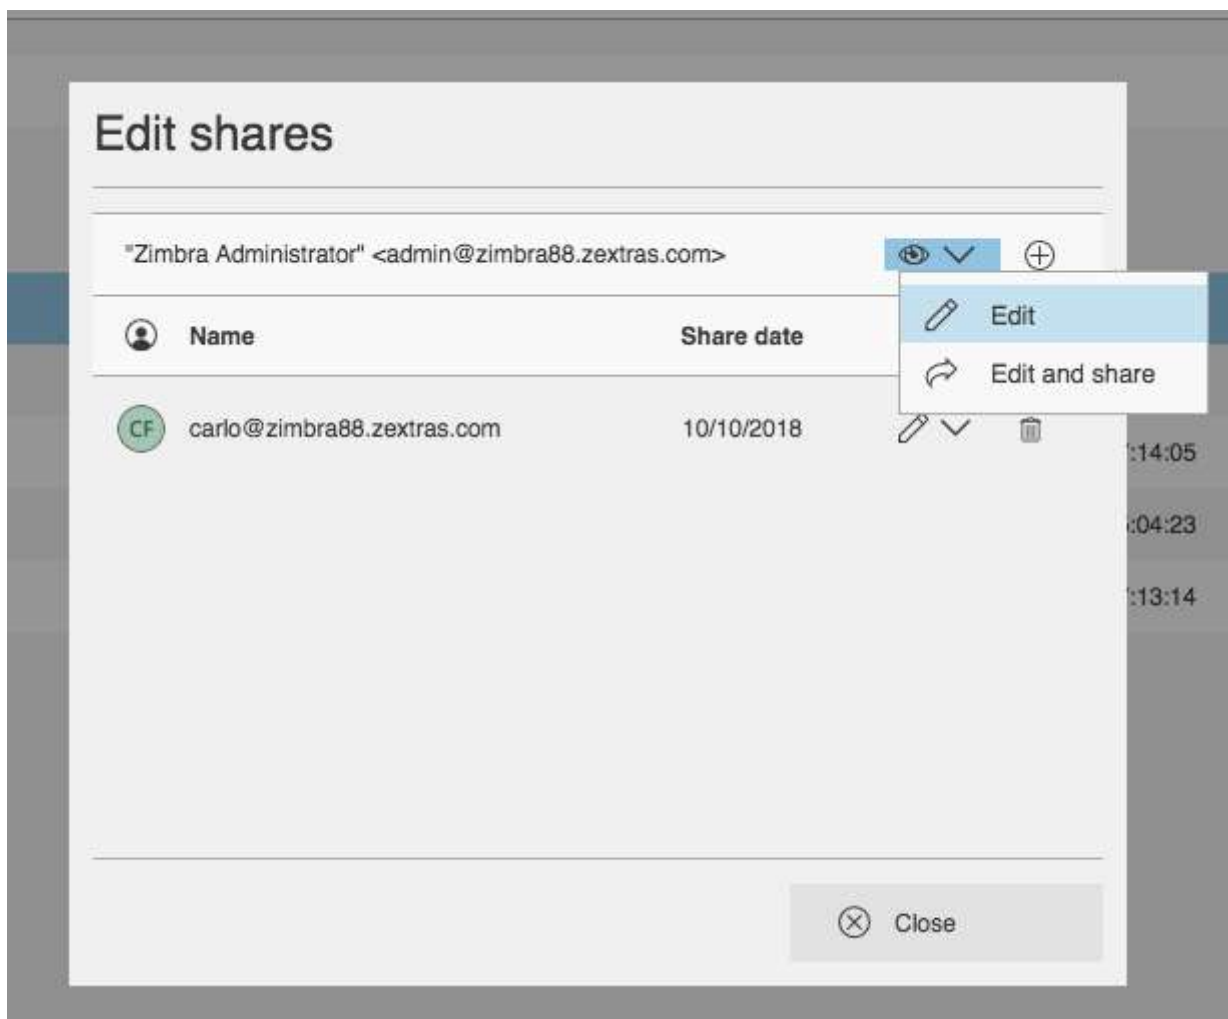 Edit shares
"Zimbra Administrator" <admin@zimbra88.zextras.com>
Edit
Name Share date
Edit and share
CF carlo@zimbra88.zextras.com 10/10/2018
:14:05
:04:23
:13:14
Close